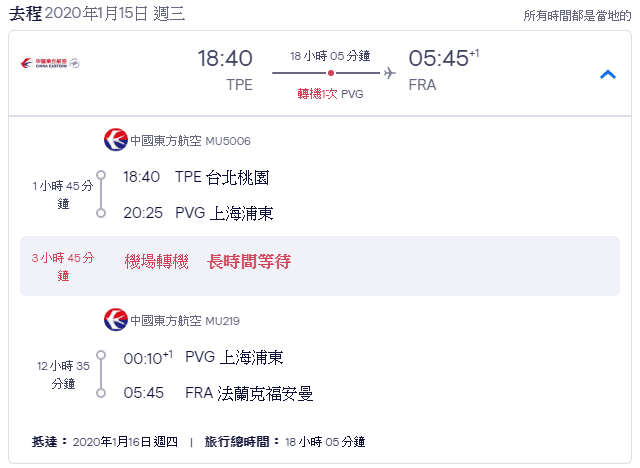 去程 2020年1月15日 週三
所有時間都是當地的
中國東方航空
CHINA EASTERN
18:40 18 小時 05 分鐘 05:45+1
TPE 轉機1次 PVG FRA
中國東方航空 MU5006
1 小時 45 分鐘
18:40 TPE 台北桃園
20:25 PVG 上海浦東
3 小時 45 分鐘
機場轉機 長時間等待
中國東方航空 MU219
12 小時 35 分鐘
00:10+1 PVG 上海浦東
05:45 FRA 法蘭克福安曼
抵達： 2020年1月16日 週四 | 旅行總時間： 18 小時 05 分鐘